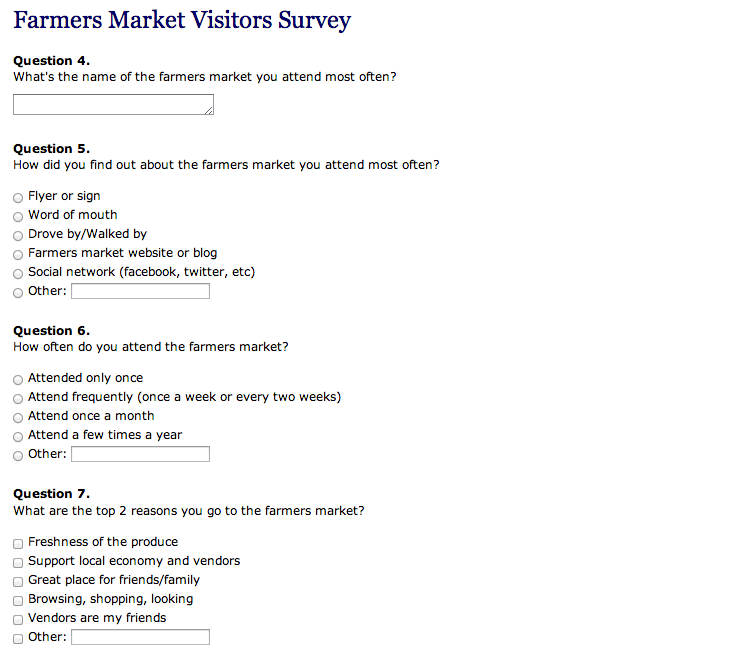 Farmers Market Visitors Survey
Question 4.
What's the name of the farmers market you attend most often?
Question 5.
How did you find out about the farmers market you attend most often?
Flyer or sign
Word of mouth
Drove by/Walked by
Farmers market website or blog
Social network (facebook, twitter, etc)
Other:
Question 6.
How often do you attend the farmers market?
Attended only once
Attend frequently (once a week or every two weeks)
Attend once a month
Attend a few times a year
Other:
Question 7.
What are the top 2 reasons you go to the farmers market?
Freshness of the produce
Support local economy and vendors
Great place for friends/family
Browsing, shopping, looking
Vendors are my friends
Other: